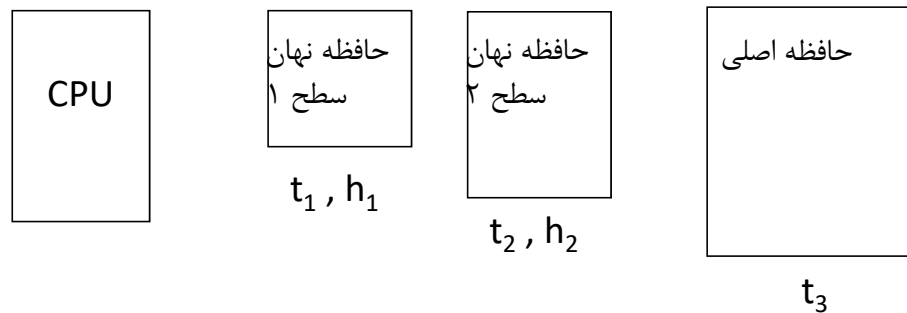 CPU
حافظه نهان
سطح ۱
t₁ , h₁
حافظه نهان
سطح ۲
t₂ , h₂
حافظه اصلی
t₃